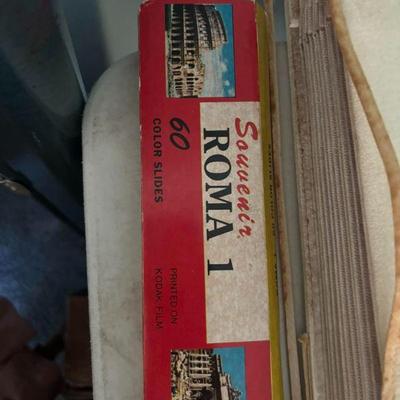 Souvenir
ROMA 1
60
COLOR SLIDES
PRINTED ON
KODAK FILM